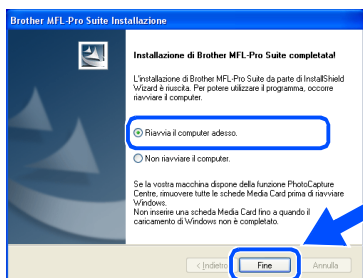 Brother MFL-Pro Suite Installazione
Installazione di Brother MFL-Pro Suite completata!
L'installazione di Brother MFL-Pro Suite da parte di InstallShield
Wizard è riuscita. Per potere utilizzare il programma, occorre
riavviare il computer.
Riavvia il computer adesso.
Non riavviare il computer.
Se la vostra macchina dispone della funzione PhotoCapture
Centre, rimuovere tutte le schede Media Card prima di riavviare
Windows.
Non inserire una scheda Media Card fino a quando il
caricamento di Windows non è completato.
< Indietro Fine Annulla